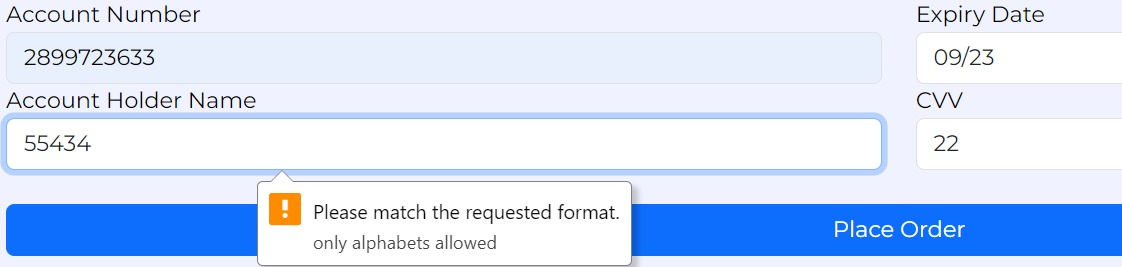 Account Number
Expiry Date
2899723633
09/23
Account Holder Name
CVV
55434
22
Please match the requested format.
only alphabets allowed
Place Order